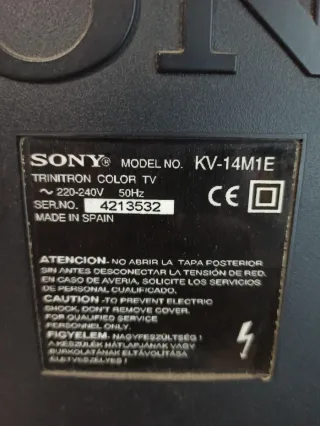 SONY® MODEL NO. KV-14M1E
TRINITRON COLOR TV
~ 220-240V 50Hz
SER.NO. 4213532
MADE IN SPAIN
CE
ATENCION-NO ABRIR LA TAPA POSTERIOR
SIN ANTES DESCONECTAR LA TENSIÓN DE RED.
EN CASO DE AVERIA, SOLICITE LOS SERVICIOS
DE PERSONAL CUALIFICADO.
CAUTION -TO PREVENT ELECTRIC
SHOCK, DON'T REMOVE COVER.
FOR QUALIFIED SERVICE
PERSONNEL ONLY.
FIGYELEM- NAGYFESZÜLTSÉG !
A KÉSZÜLÉK HÁTLAPJÁNAK VAGY
BURKOLATÁNAK ELTÁVOLÍTÁSA
ÉLETVESZÉLYES !